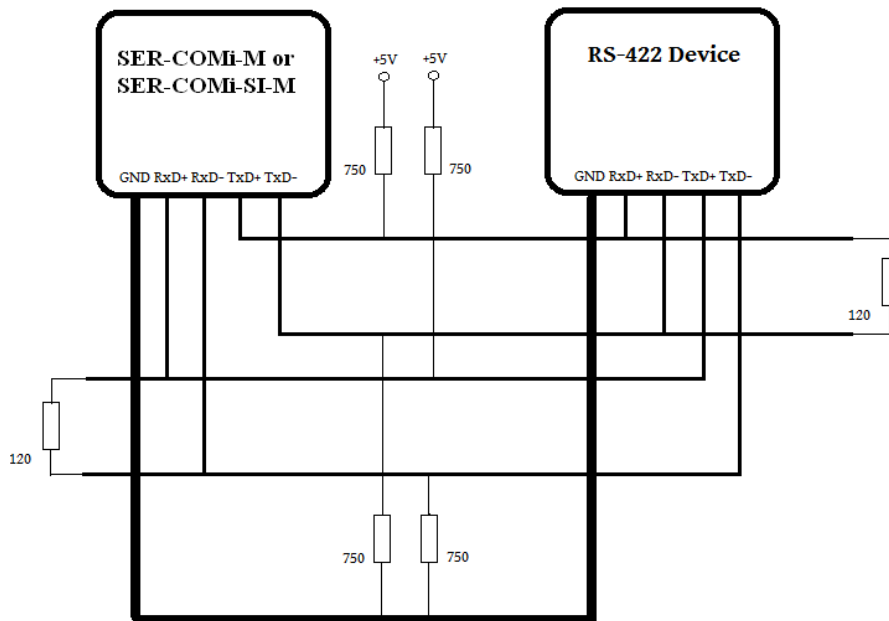 SER-COMi-M or
SER-COMi-SI-M
+5V +5V
RS-422 Device
750 750
GND RxD+ RxD- TxD+ TxD-
GND RxD+ RxD- TxD+ TxD-
120
120
750 750